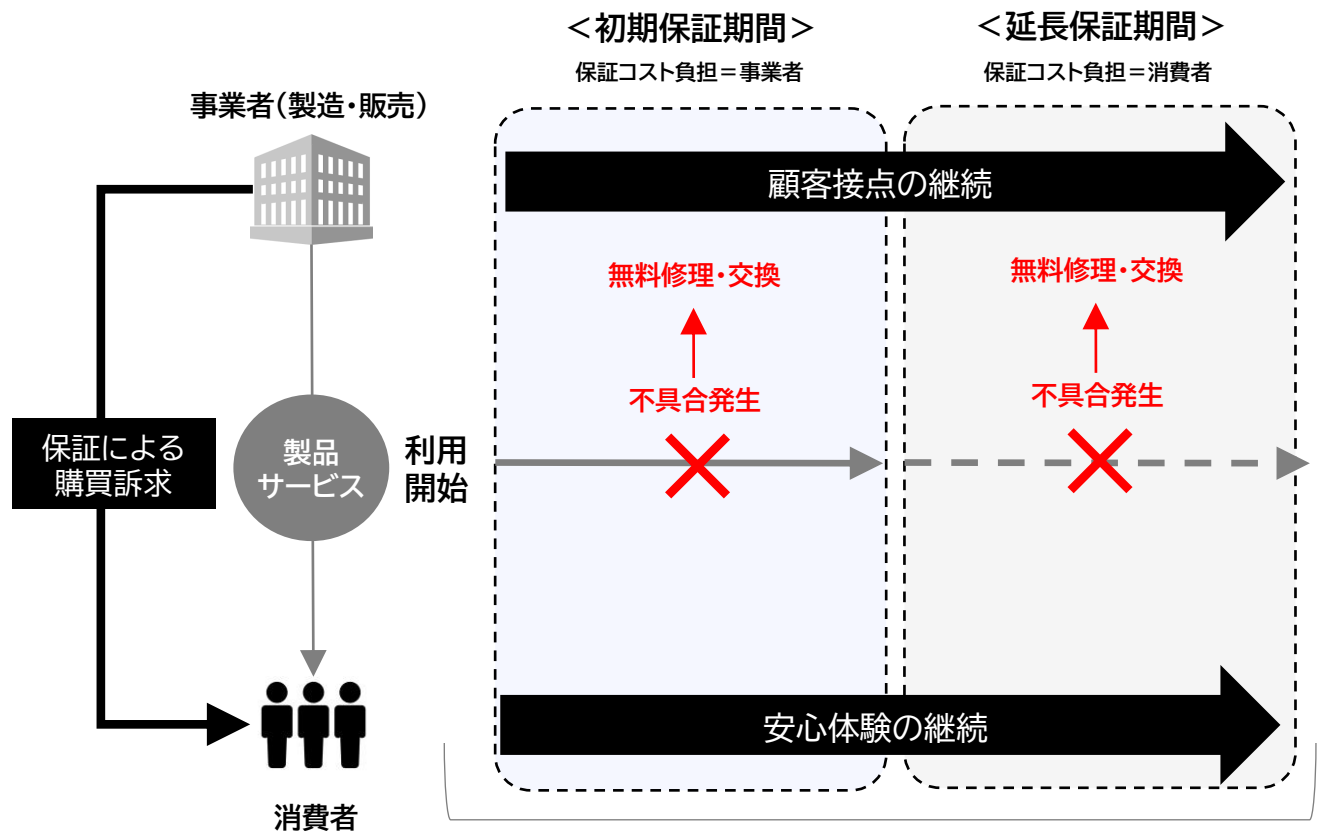 ＜初期保証期間＞
保証コスト負担＝事業者
＜延長保証期間＞
保証コスト負担＝消費者
事業者（製造・販売）
顧客接点の継続
無料修理・交換
不具合発生
無料修理・交換
不具合発生
保証による
購買訴求
製品
サービス
利用
開始
安心体験の継続
消費者